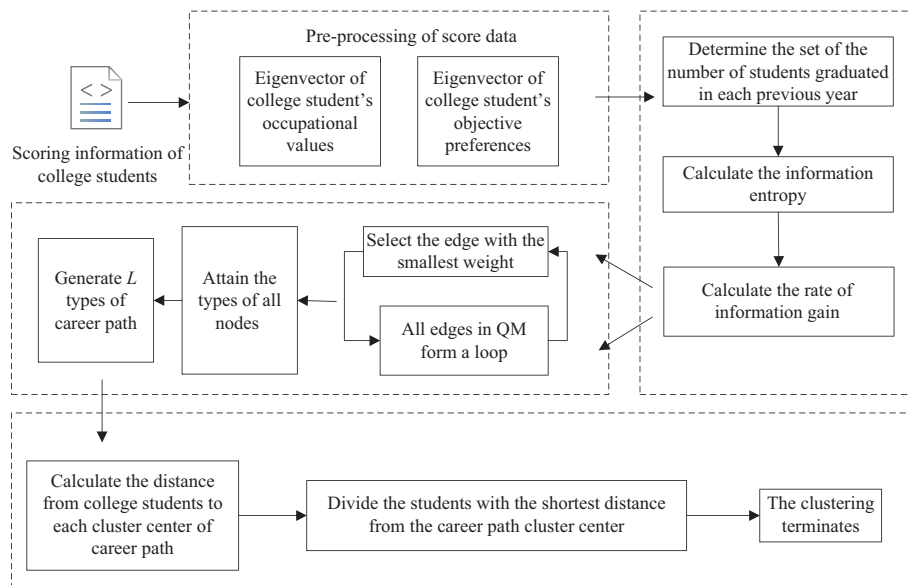 Pre-processing of score data
Eigenvector of
college student's
occupational
values
Eigenvector of
college student's
objective
preferences
< >
Scoring information of
college students
Determine the set of the
number of students graduated
in each previous year
Calculate the information
entropy
Calculate the rate of
information gain
Select the edge with the
smallest weight
All edges in QM
form a loop
Attain the
types of all
nodes
Generate L
types of
career path
Calculate the distance
from college students to
each cluster center of
career path
Divide the students with the shortest distance
from the career path cluster center
The clustering
terminates